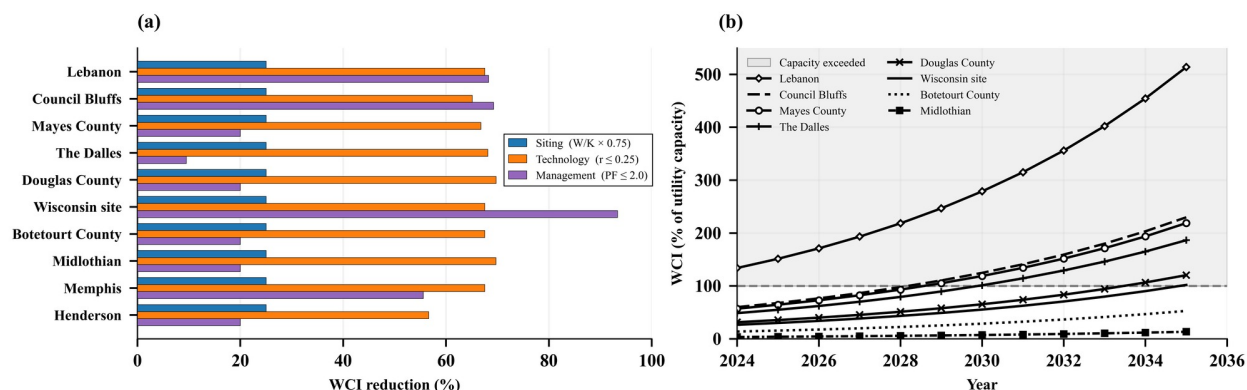 (a)
Lebanon
Council Bluffs
Mayes County
The Dalles
Douglas County
Wisconsin site
Botetourt County
Midlothian
Memphis
Henderson
Siting (W/K × 0.75)
Technology (r ≤ 0.25)
Management (PF ≤ 2.0)
0 20 40 60 80 100
WCI reduction (%)
(b)
WCI (% of utility capacity)
500
400
300
200
100
0
Capacity exceeded
Lebanon
Council Bluffs
Mayes County
The Dalles
Douglas County
Wisconsin site
Botetourt County
Midlothian
2024 2026 2028 2030 2032 2034 2036
Year